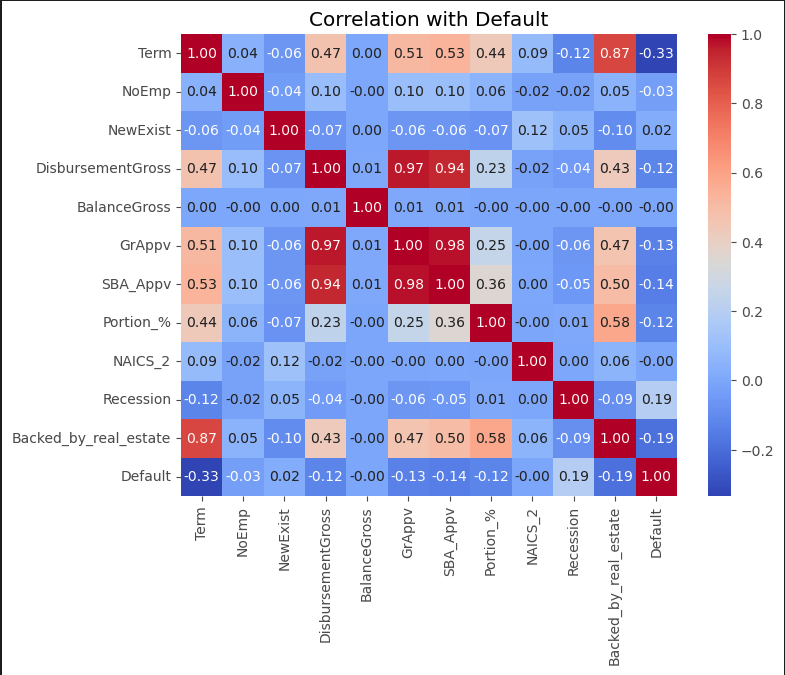 Correlation with Default
Term 1.00 0.04 -0.06 0.47 0.00 0.51 0.53 0.44 0.09 -0.12 0.87 -0.33
NoEmp 0.04 1.00 -0.04 0.10 -0.00 0.10 0.10 0.06 -0.02 -0.02 0.05 -0.03
NewExist -0.06 -0.04 1.00 -0.07 0.00 -0.06 -0.06 -0.07 0.12 0.05 -0.10 0.02
DisbursementGross 0.47 0.10 -0.07 1.00 0.01 0.97 0.94 0.23 -0.02 -0.04 0.43 -0.12
BalanceGross 0.00 -0.00 0.00 0.01 1.00 0.01 0.01 -0.00 -0.00 -0.00 -0.00 -0.00
GrAppv 0.51 0.10 -0.06 0.97 0.01 1.00 0.98 0.25 -0.00 -0.06 0.47 -0.13
SBA_Appv 0.53 0.10 -0.06 0.94 0.01 0.98 1.00 0.36 0.00 -0.05 0.50 -0.14
Portion_% 0.44 0.06 -0.07 0.23 -0.00 0.25 0.36 1.00 -0.00 0.01 0.58 -0.12
NAICS_2 0.09 -0.02 0.12 -0.02 -0.00 -0.00 0.00 -0.00 1.00 0.00 0.06 -0.00
Recession -0.12 -0.02 0.05 -0.04 -0.00 -0.06 -0.05 0.01 0.00 1.00 -0.09 0.19
Backed_by_real_estate 0.87 0.05 -0.10 0.43 -0.00 0.47 0.50 0.58 0.06 -0.09 1.00 -0.19
Default -0.33 -0.03 0.02 -0.12 -0.00 -0.13 -0.14 -0.12 -0.00 0.19 -0.19 1.00
Term
NoEmp
NewExist
DisbursementGross
BalanceGross
GrAppv
SBA_Appv
Portion_%
NAICS_2
Recession
Backed_by_real_estate
Default
1.0
0.8
0.6
0.4
0.2
0.0
−0.2